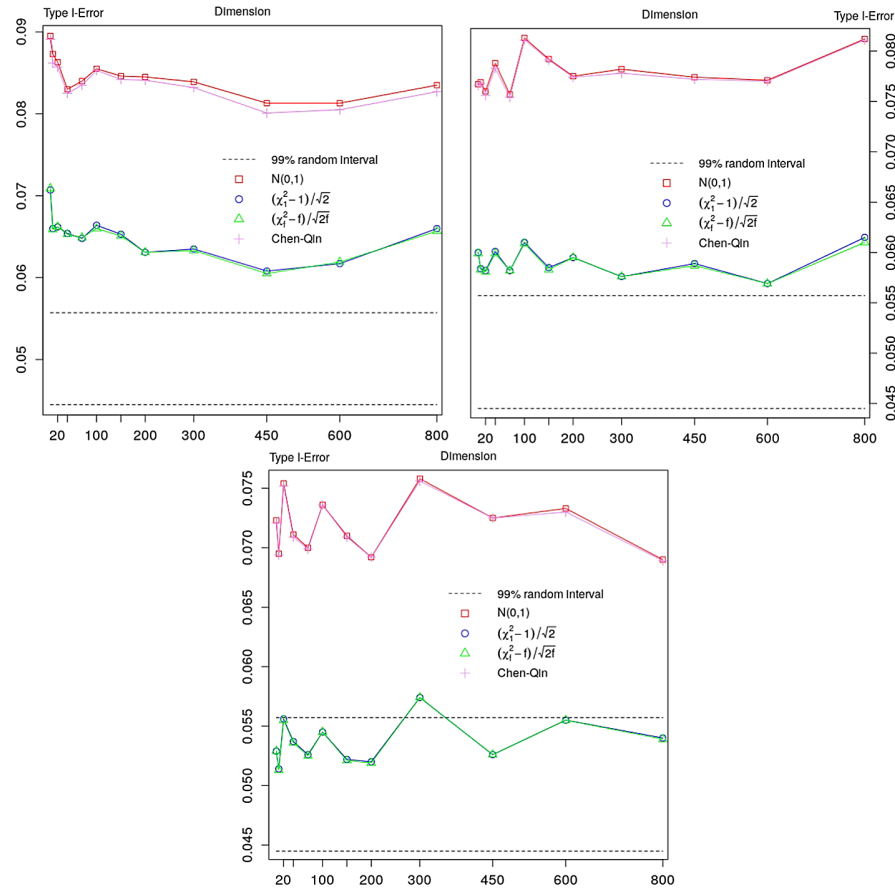 Type I-Error
Dimension
0.09
0.08
0.07
0.06
0.05
99% random Interval
N(0,1)
(χ₁²−1)/√2
(χ_f²−f)/√2f
Chen-Qin
20 100 200 300 450 600 800
Dimension
Type I-Error
0.080
0.075
0.070
0.065
0.060
0.055
0.050
0.045
99% random Interval
N(0,1)
(χ₁²−1)/√2
(χ_f²−f)/√2f
Chen-Qin
20 100 200 300 450 600 800
Type I-Error
Dimension
0.075
0.070
0.065
0.060
0.055
0.050
0.045
99% random Interval
N(0,1)
(χ₁²−1)/√2
(χ_f²−f)/√2f
Chen-Qin
20 100 200 300 450 600 800